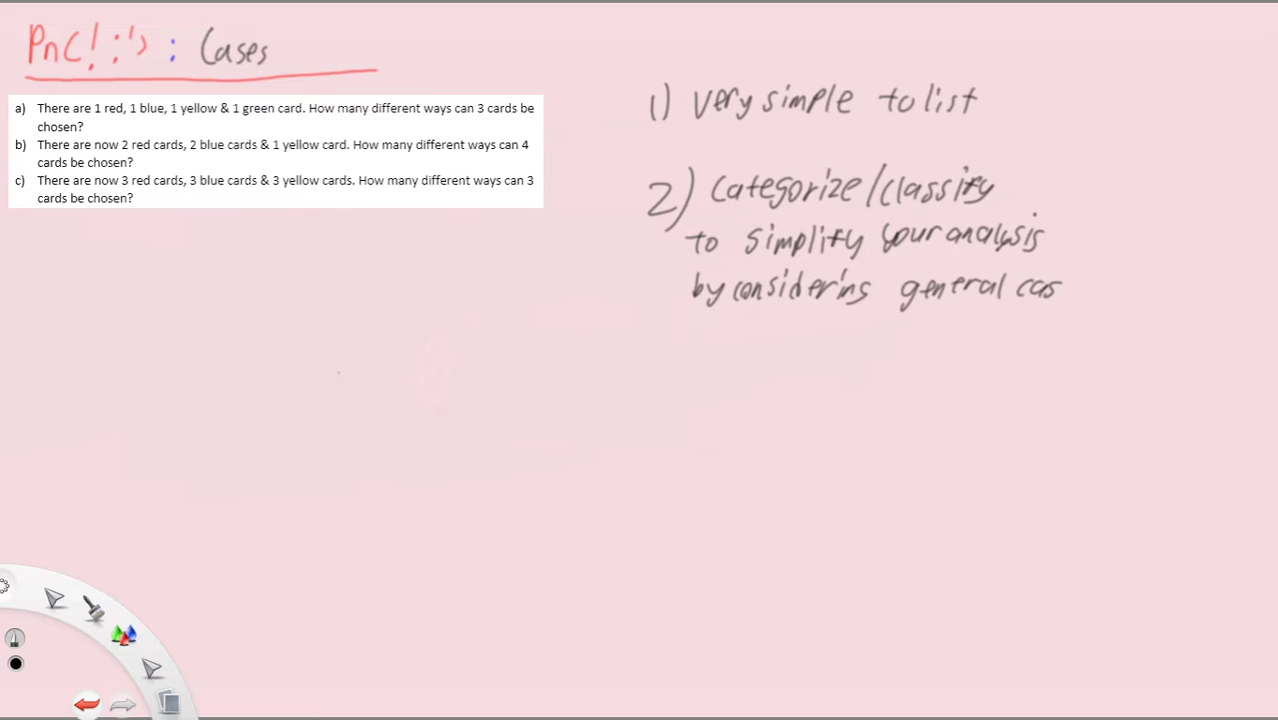 PnC! :') : Cases
a) There are 1 red, 1 blue, 1 yellow & 1 green card. How many different ways can 3 cards be
chosen?
b) There are now 2 red cards, 2 blue cards & 1 yellow card. How many different ways can 4
cards be chosen?
c) There are now 3 red cards, 3 blue cards & 3 yellow cards. How many different ways can 3
cards be chosen?
1) very simple to list
2) Categorize/classify
to simplify your analysis
by considering general cas